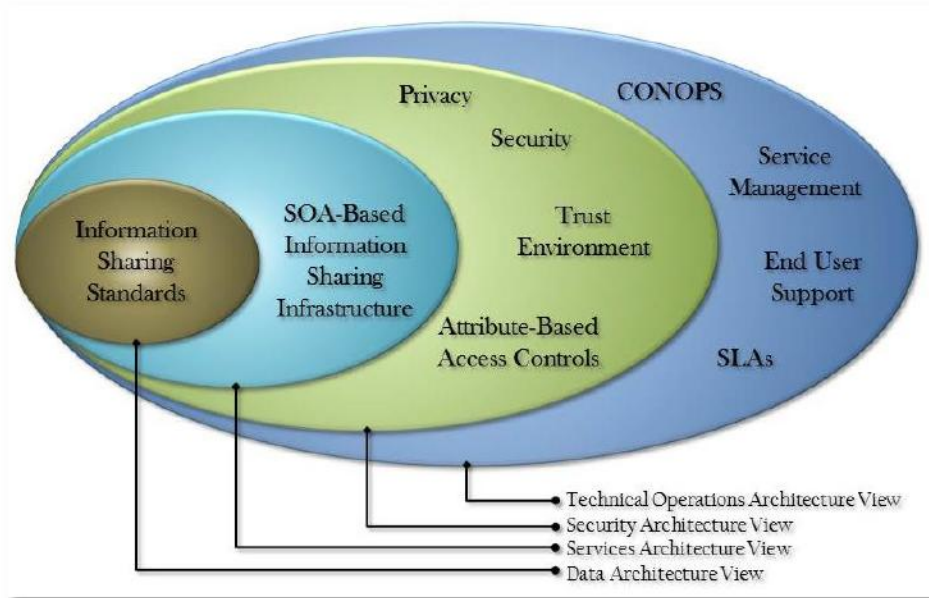 Privacy
CONOPS
Security
Service
Management
Information
Sharing
Standards
SOA-Based
Information
Sharing
Infrastructure
Trust
Environment
End User
Support
Attribute-Based
Access Controls
SLAs
Technical Operations Architecture View
Security Architecture View
Services Architecture View
Data Architecture View